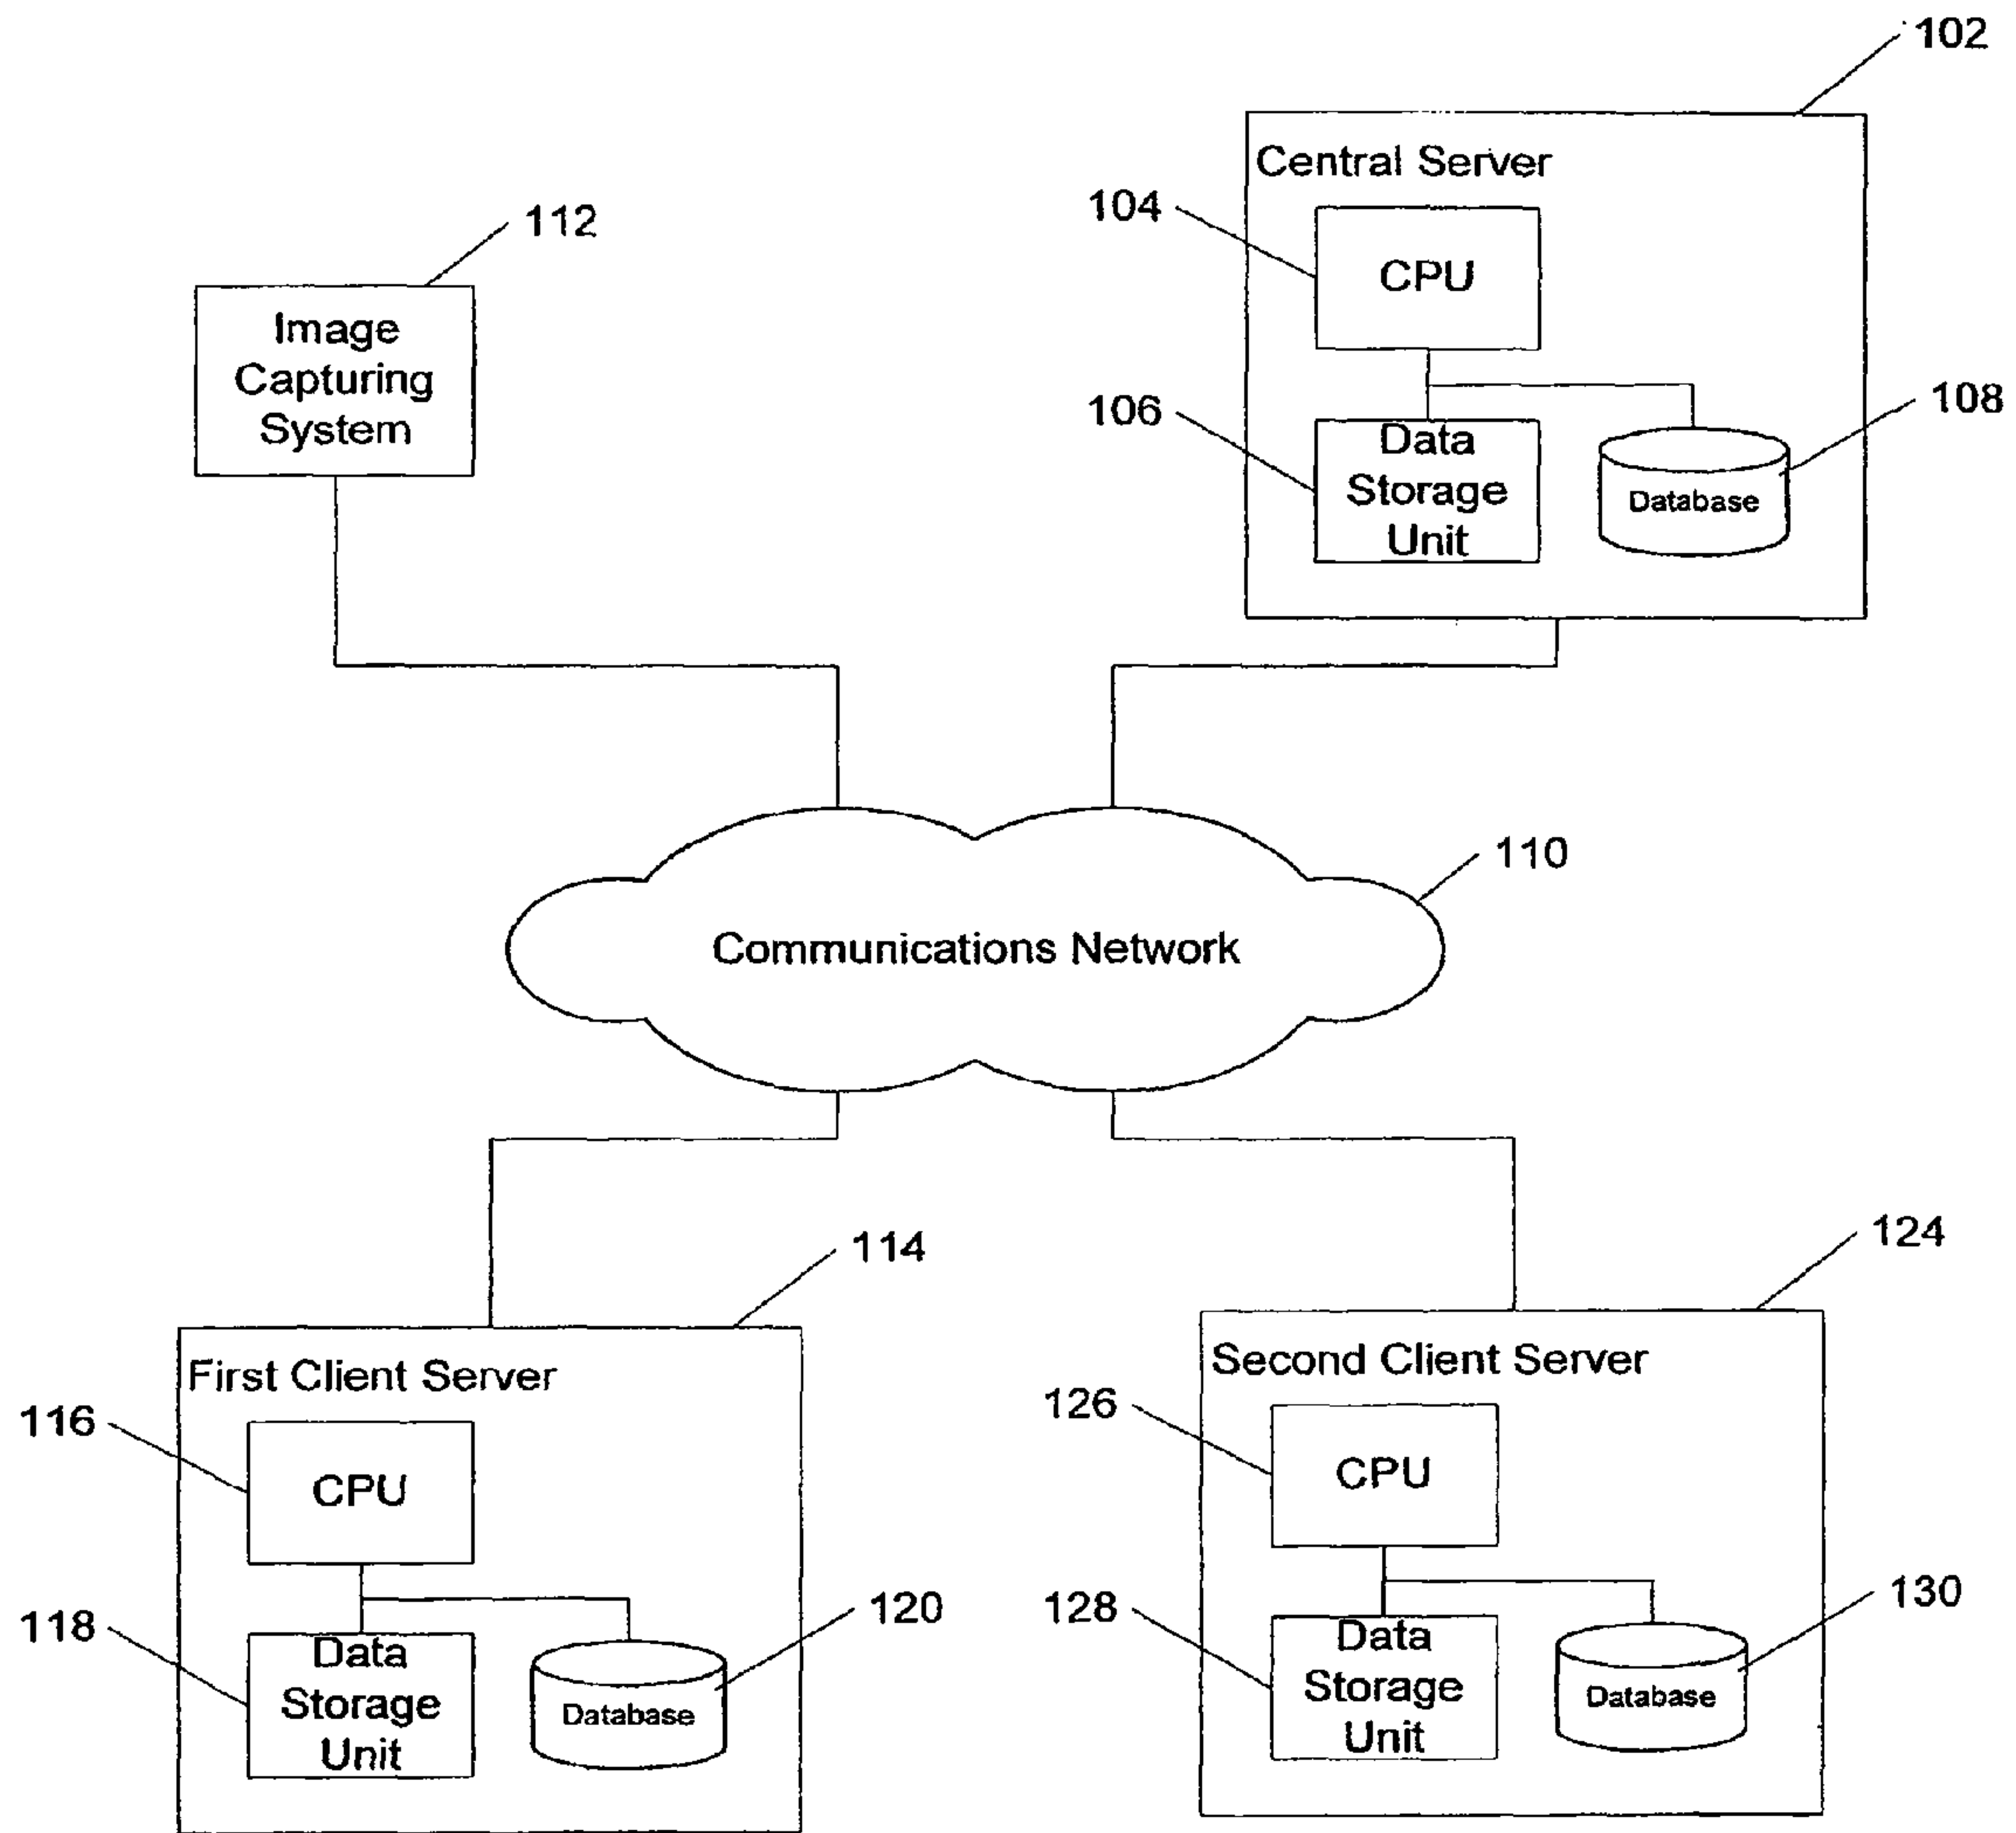 102
Central Server
104
CPU
112
Image
Capturing
System
106
Data
Storage
Unit
108
Database
110
Communications Network
114
First Client Server
116
CPU
118
Data
Storage
Unit
120
Database
124
Second Client Server
126
CPU
128
Data
Storage
Unit
130
Database